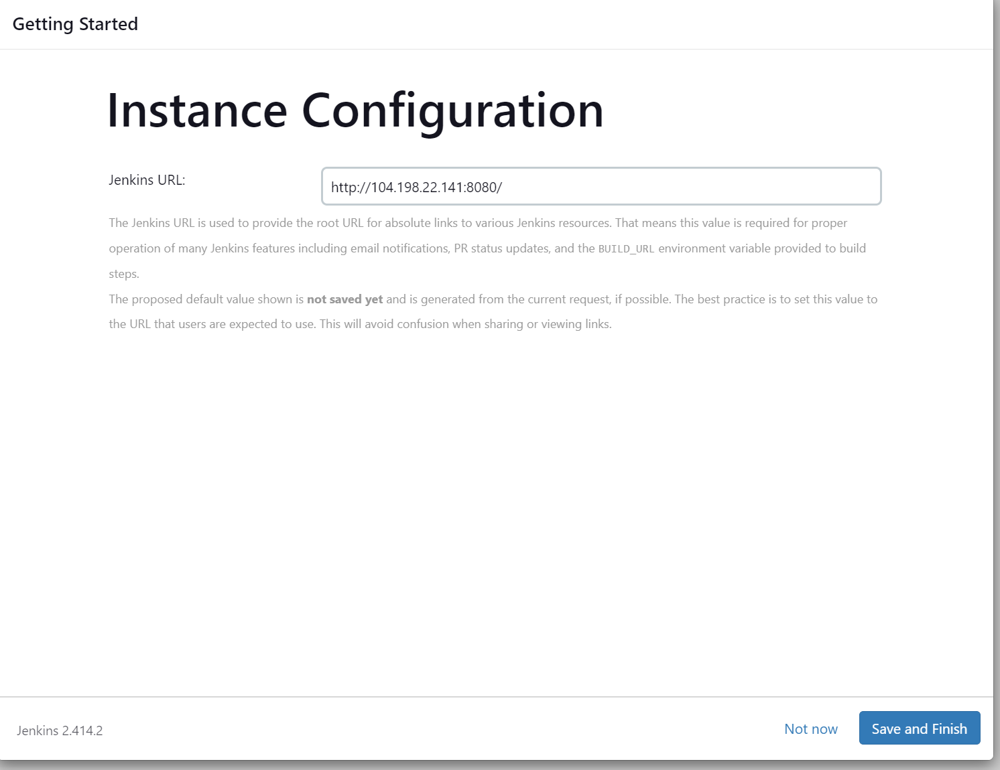 Getting Started
Instance Configuration
Jenkins URL:
http://104.198.22.141:8080/
The Jenkins URL is used to provide the root URL for absolute links to various Jenkins resources. That means this value is required for proper
operation of many Jenkins features including email notifications, PR status updates, and the BUILD_URL environment variable provided to build
steps.
The proposed default value shown is not saved yet and is generated from the current request, if possible. The best practice is to set this value to
the URL that users are expected to use. This will avoid confusion when sharing or viewing links.
Jenkins 2.414.2
Not now
Save and Finish